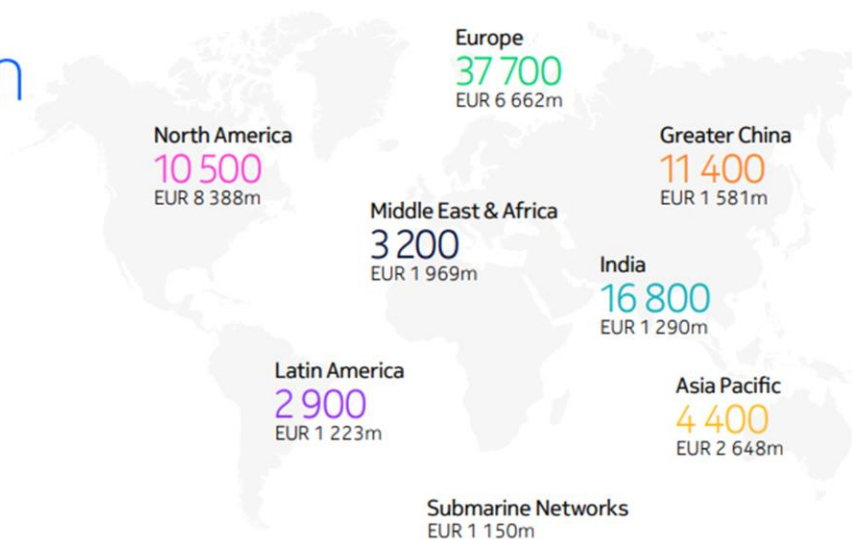 n
Europe
37 700
EUR 6 662m
North America
10 500
EUR 8 388m
Greater China
11 400
EUR 1 581m
Middle East & Africa
3 200
EUR 1 969m
India
16 800
EUR 1 290m
Latin America
2 900
EUR 1 223m
Asia Pacific
4 400
EUR 2 648m
Submarine Networks
EUR 1 150m